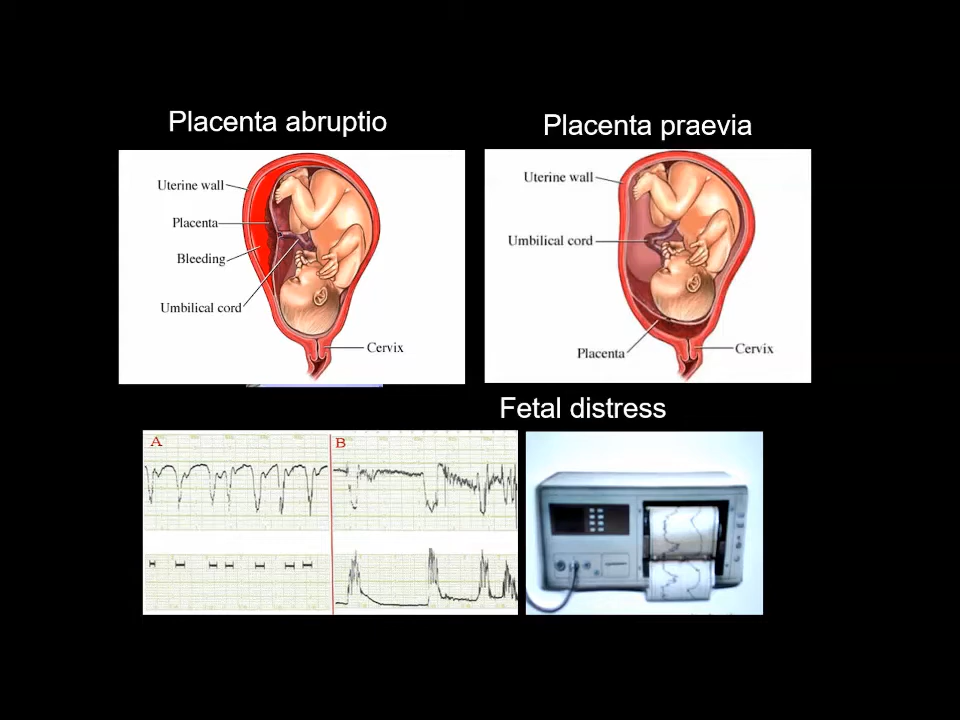 Placenta abruptio
Uterine wall
Placenta
Bleeding
Umbilical cord
Cervix
Placenta praevia
Uterine wall
Umbilical cord
Placenta
Cervix
Fetal distress
A
B